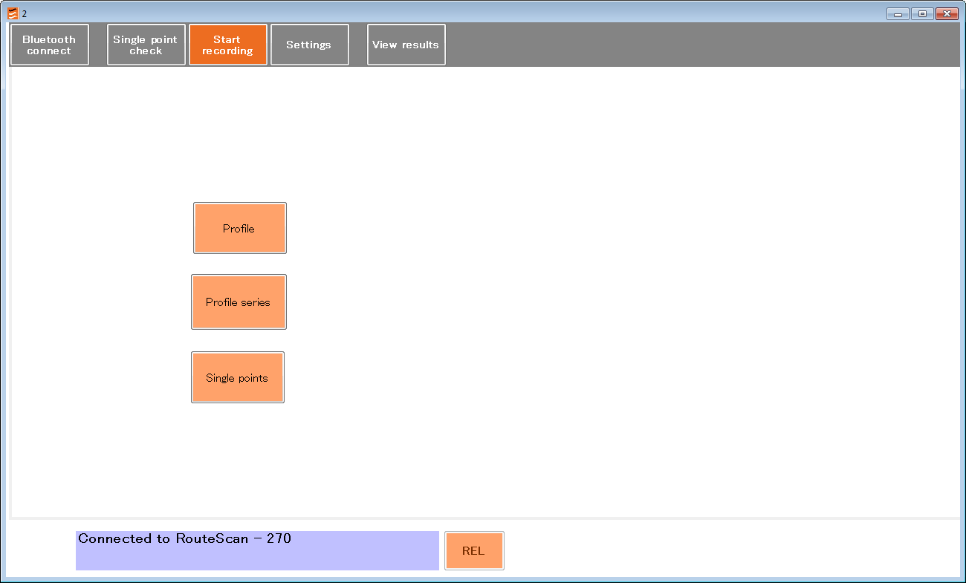 2
Bluetooth
connect
Single point
check
Start
recording
Settings
View results
Profile
Profile series
Single points
Connected to RouteScan - 270
REL